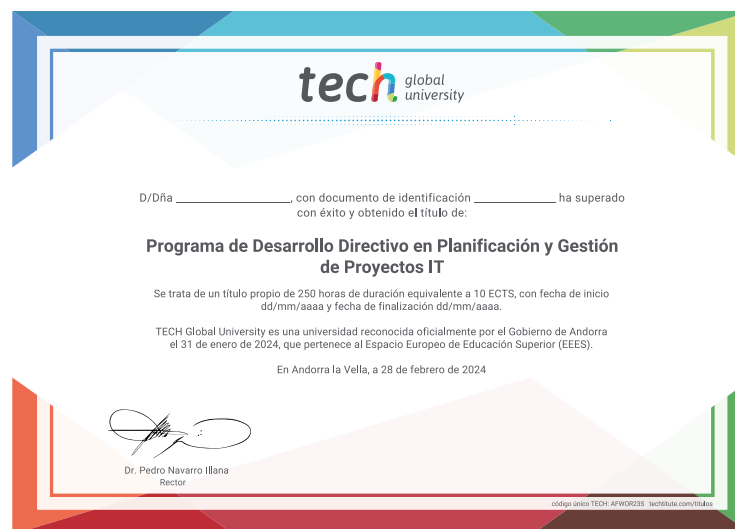 tech global
university
D/Dña ____________________, con documento de identificación ______________ ha superado
con éxito y obtenido el título de:
Programa de Desarrollo Directivo en Planificación y Gestión
de Proyectos IT
Se trata de un título propio de 250 horas de duración equivalente a 10 ECTS, con fecha de inicio
dd/mm/aaaa y fecha de finalización dd/mm/aaaa.
TECH Global University es una universidad reconocida oficialmente por el Gobierno de Andorra
el 31 de enero de 2024, que pertenece al Espacio Europeo de Educación Superior (EEES).
En Andorra la Vella, a 28 de febrero de 2024
Dr. Pedro Navarro Illana
Rector
código único TECH: AFWOR23S techtitute.com/títulos